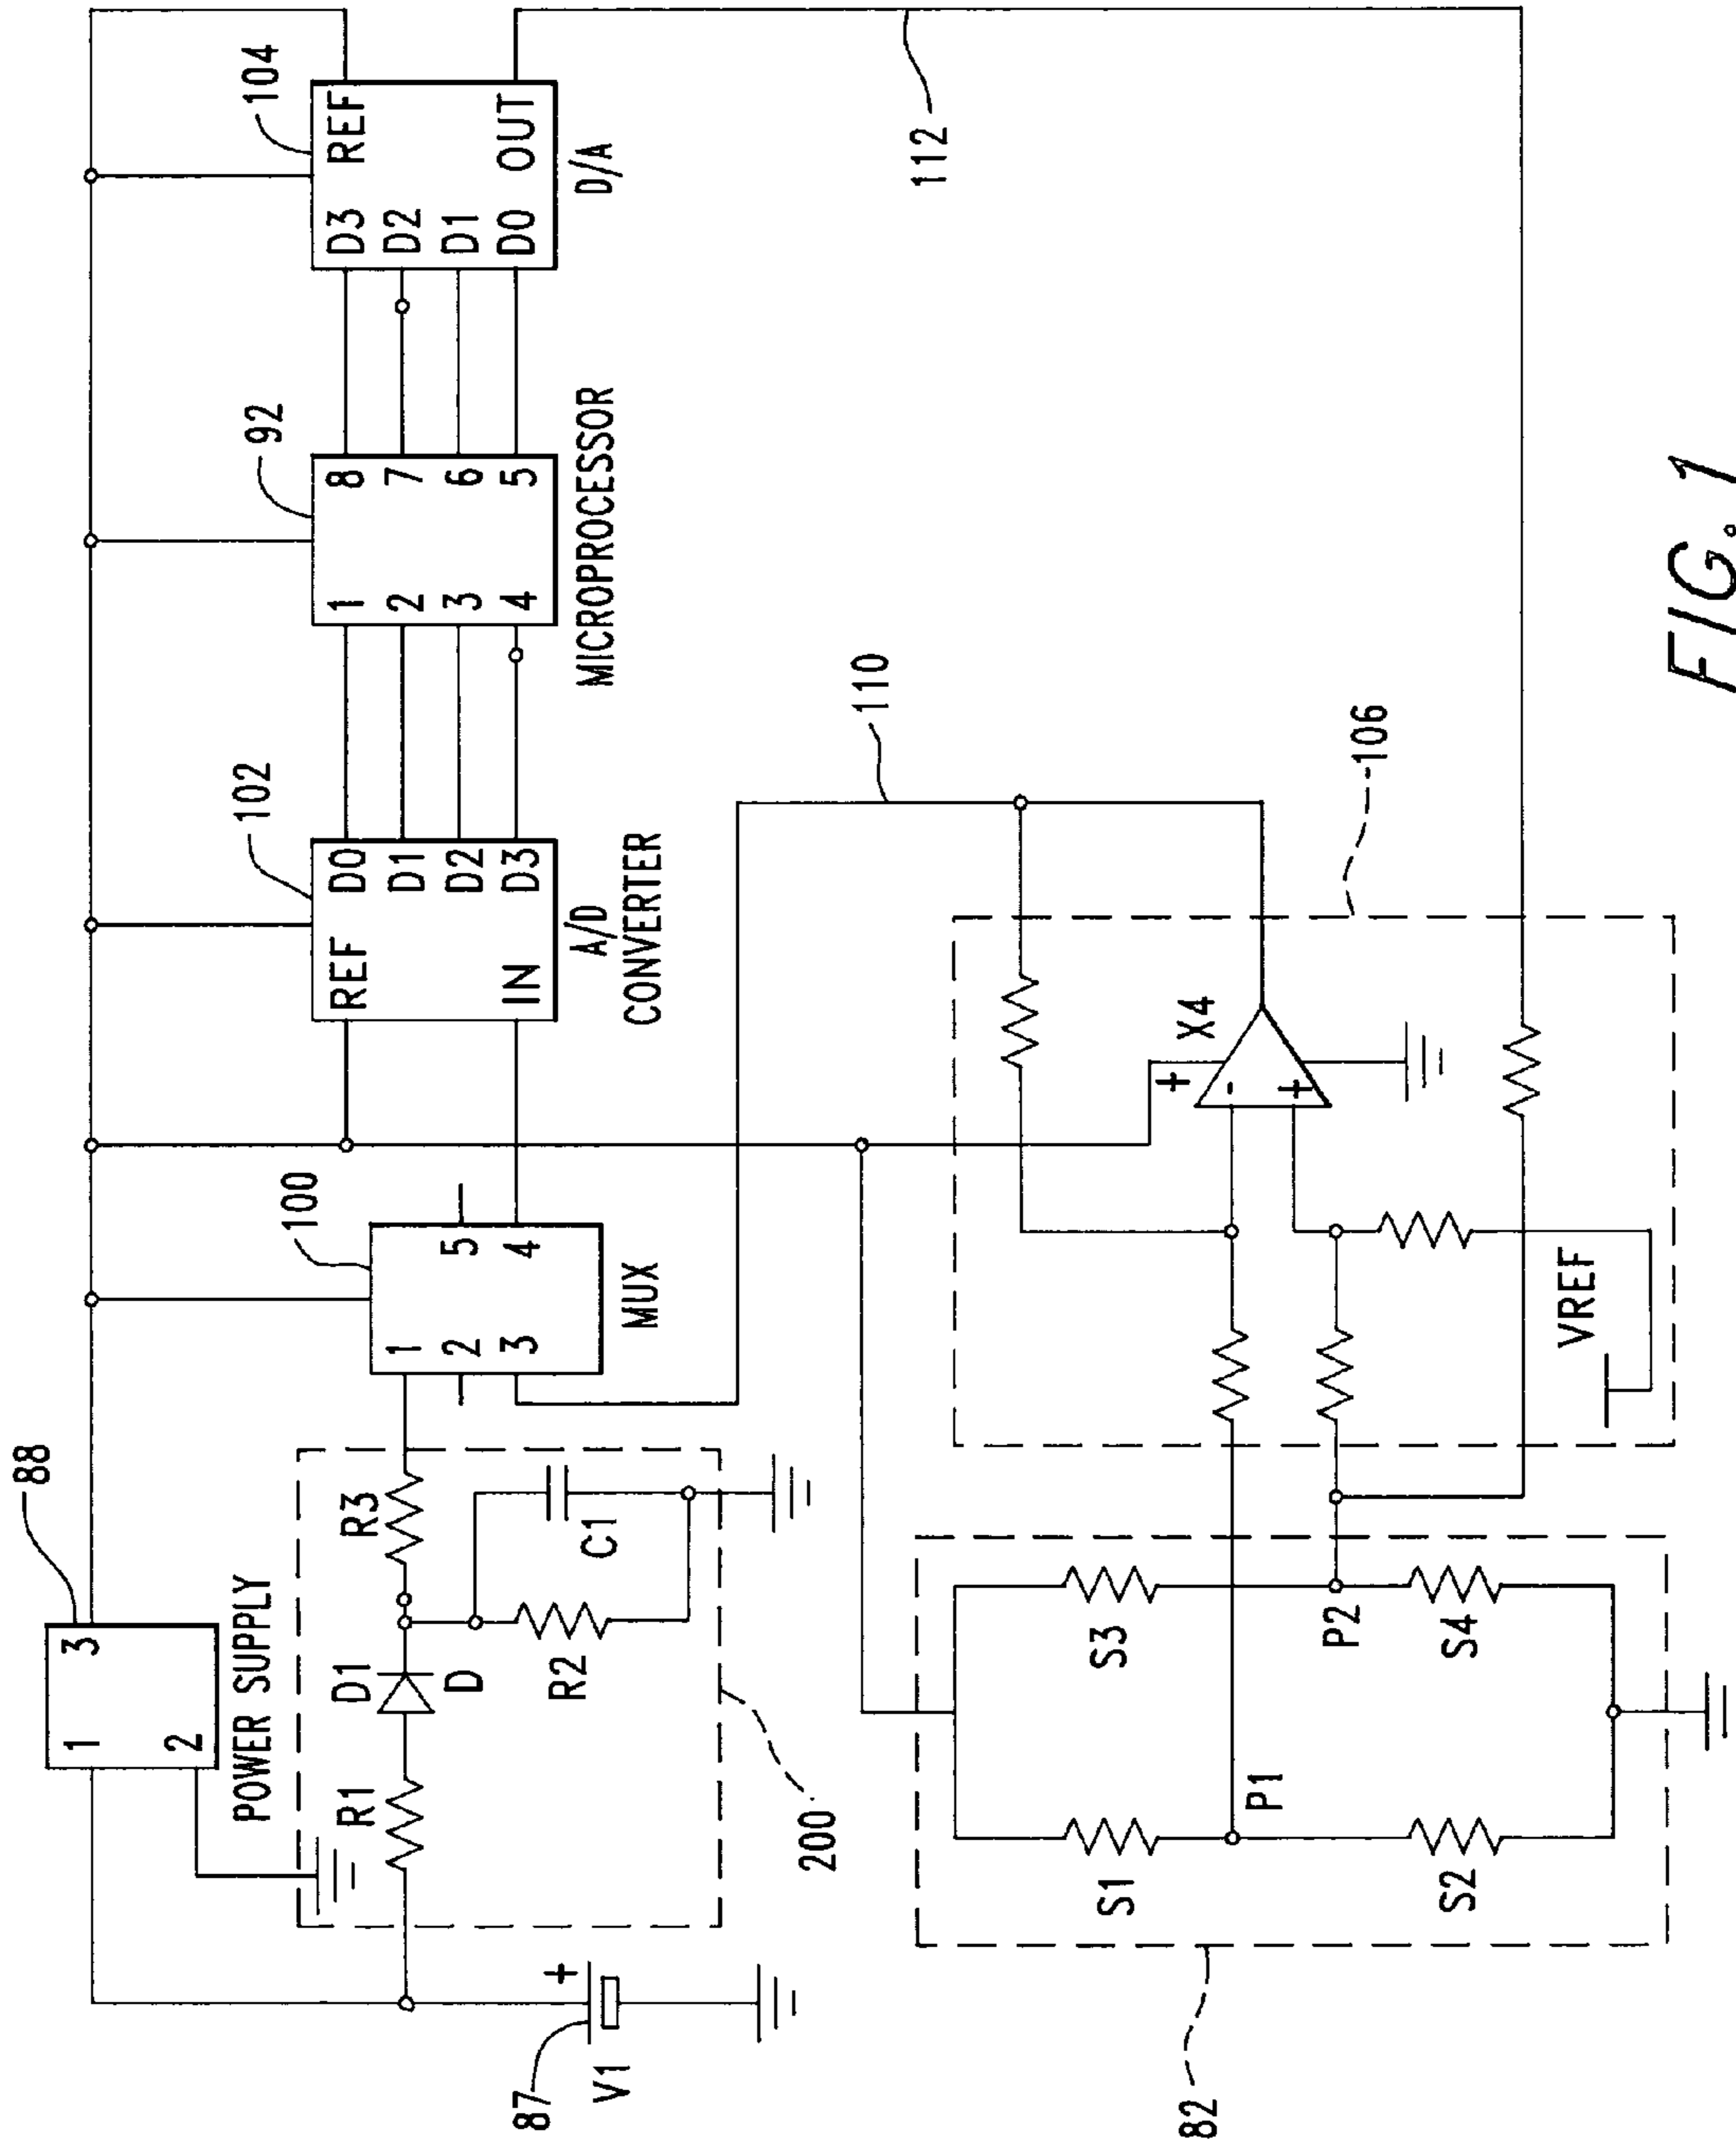 88
1
2
3
POWER SUPPLY
87
V1
+
R1
D1
D
R2
R3
C1
200
100
1
2
3
5
4
MUX
102
REF
IN
D0
D1
D2
D3
A/D
CONVERTER
92
1
2
3
4
8
7
6
5
MICROPROCESSOR
104
D3
D2
D1
D0
REF
OUT
D/A
112
110
82
S1
S2
S3
S4
P1
P2
X4
+
-
+
VREF
106
FIG. 1